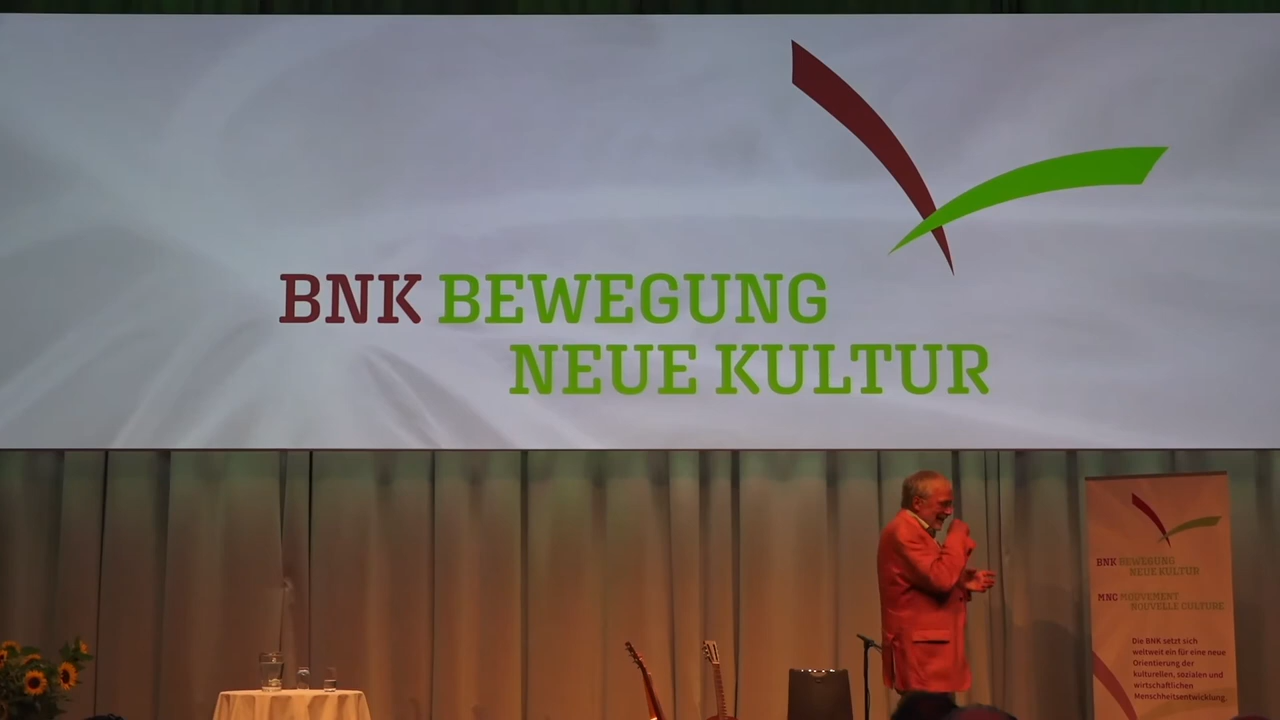 BNK BEWEGUNG
NEUE KULTUR
BNK BEWEGUNG
NEUE KULTUR
MNC MOUVEMENT
NOUVELLE CULTURE
Die BNK setzt sich
weltweit ein für eine neue
Orientierung der
kulturellen, sozialen und
wirtschaftlichen
Menschheitsentwicklung.